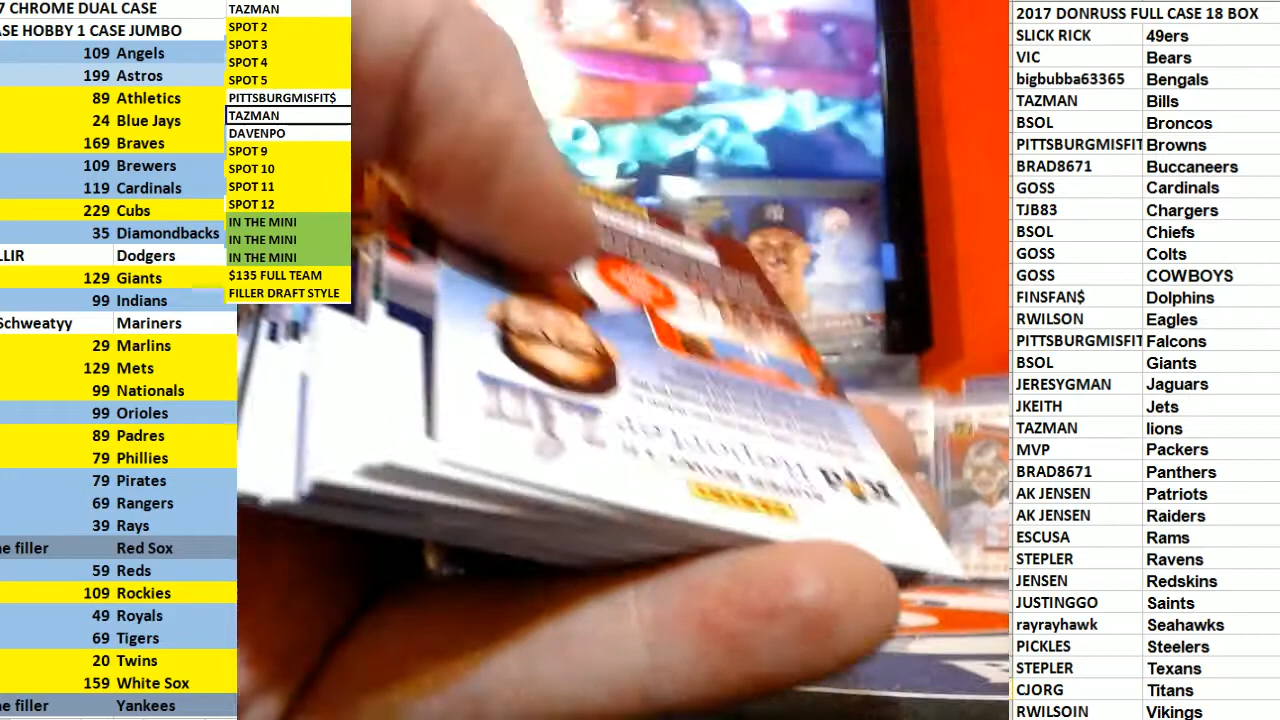 7 CHROME DUAL CASE
ASE HOBBY 1 CASE JUMBO
109 Angels
199 Astros
89 Athletics
24 Blue Jays
169 Braves
109 Brewers
119 Cardinals
229 Cubs
35 Diamondbacks
LLIR Dodgers
129 Giants
99 Indians
Schweatyy Mariners
29 Marlins
129 Mets
99 Nationals
99 Orioles
89 Padres
79 Phillies
79 Pirates
69 Rangers
39 Rays
ne filler Red Sox
59 Reds
109 Rockies
49 Royals
69 Tigers
20 Twins
159 White Sox
ne filler Yankees
TAZMAN
SPOT 2
SPOT 3
SPOT 4
SPOT 5
PITTSBURGMISFIT$
TAZMAN
DAVENPO
SPOT 9
SPOT 10
SPOT 11
SPOT 12
IN THE MINI
IN THE MINI
IN THE MINI
$135 FULL TEAM
FILLER DRAFT STYLE
2017 DONRUSS FULL CASE 18 BOX
SLICK RICK 49ers
VIC Bears
bigbubba63365 Bengals
TAZMAN Bills
BSOL Broncos
PITTSBURGMISFIT Browns
BRAD8671 Buccaneers
GOSS Cardinals
TJB83 Chargers
BSOL Chiefs
GOSS Colts
GOSS COWBOYS
FINSFAN$ Dolphins
RWILSON Eagles
PITTSBURGMISFIT Falcons
BSOL Giants
JERESYGMAN Jaguars
JKEITH Jets
TAZMAN lions
MVP Packers
BRAD8671 Panthers
AK JENSEN Patriots
AK JENSEN Raiders
ESCUSA Rams
STEPLER Ravens
JENSEN Redskins
JUSTINGGO Saints
rayrayhawk Seahawks
PICKLES Steelers
STEPLER Texans
CJORG Titans
RWILSOIN Vikings